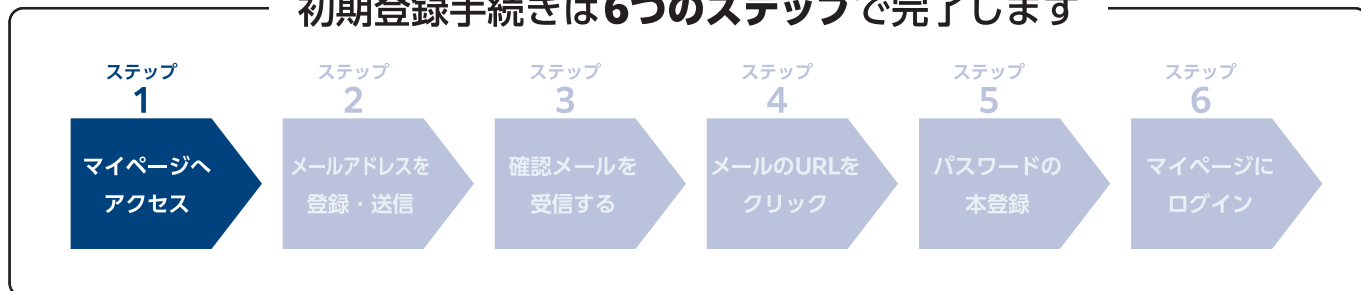 初期登録手続きは6つのステップで完了します
ステップ
1
マイページへ
アクセス
ステップ
2
メールアドレスを
登録・送信
ステップ
3
確認メールを
受信する
ステップ
4
メールのURLを
クリック
ステップ
5
パスワードの
本登録
ステップ
6
マイページに
ログイン